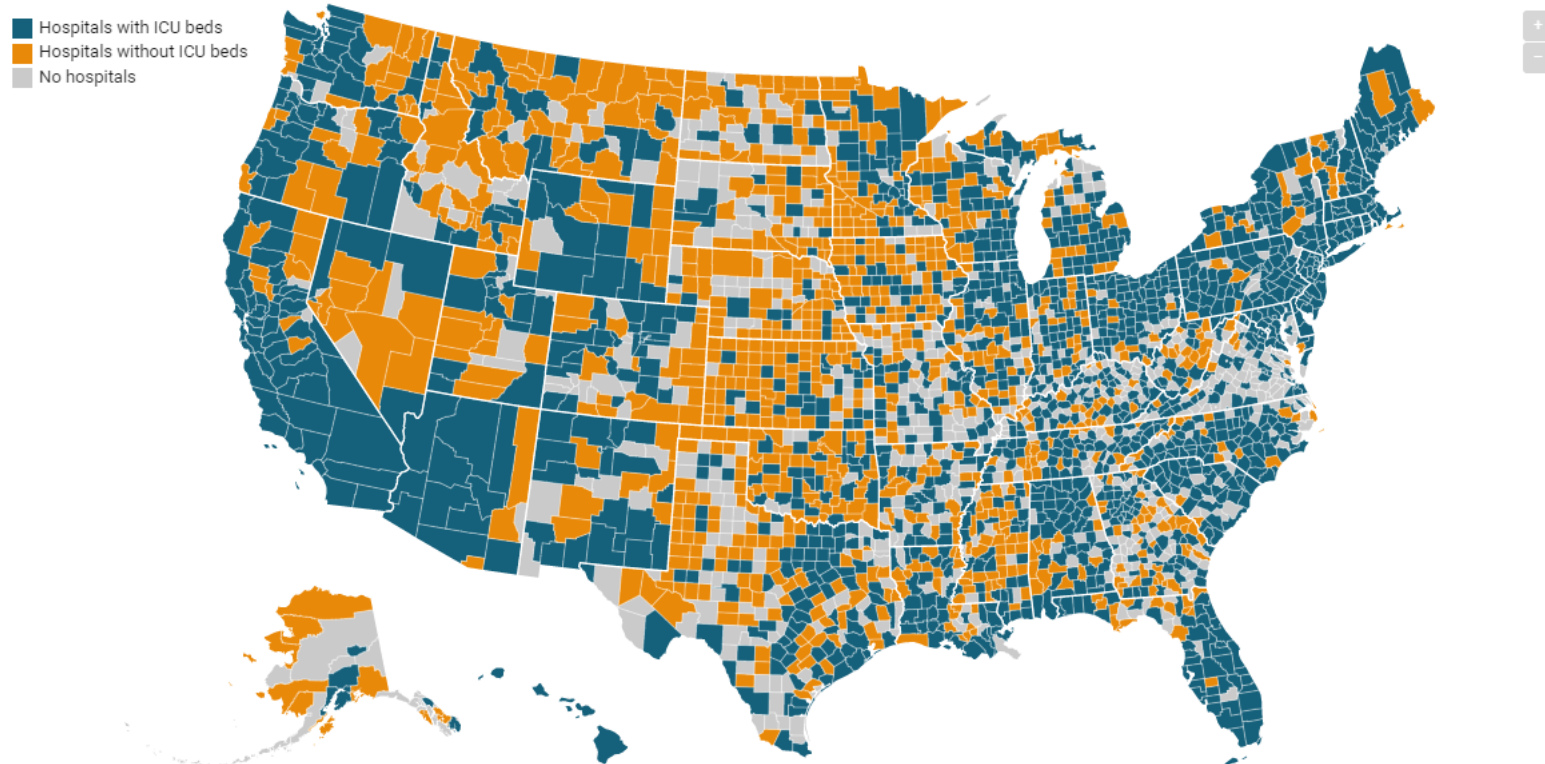 Hospitals with ICU beds
Hospitals without ICU beds
No hospitals
+
−